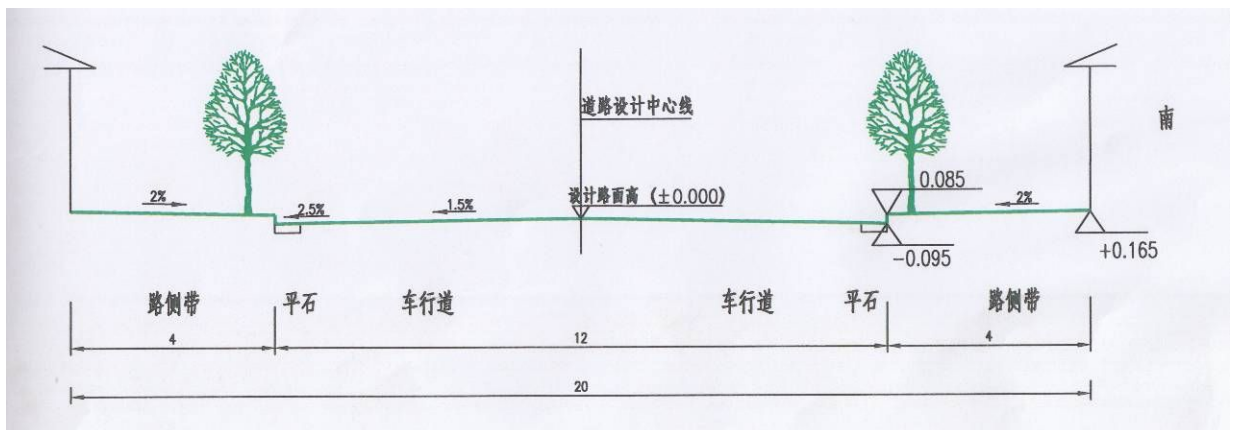 道路设计中心线
南
设计路面高 (±0.000)
0.085
2%
2.5%
1.5%
2%
-0.095
+0.165
路侧带
平石
车行道
车行道
平石
路侧带
4
12
4
20